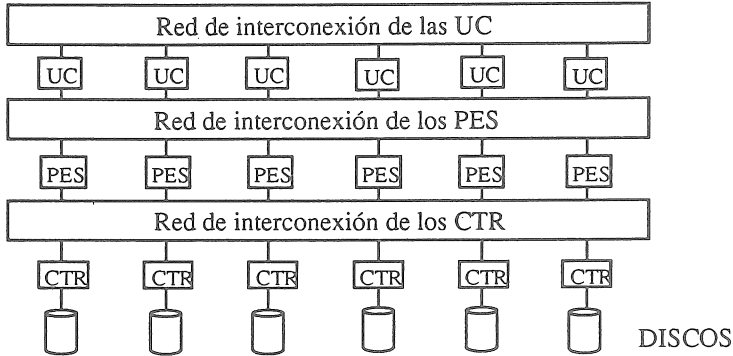 Red de interconexión de las UC
UC UC UC UC UC UC
Red de interconexión de los PES
PES PES PES PES PES PES
Red de interconexión de los CTR
CTR CTR CTR CTR CTR CTR
DISCOS